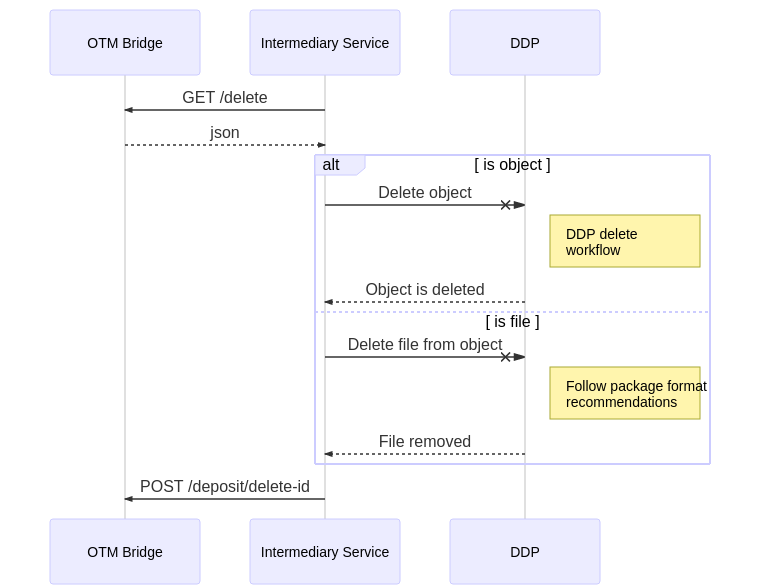 OTM Bridge
Intermediary Service
DDP
GET /delete
json
alt
[ is object ]
Delete object
DDP delete
workflow
Object is deleted
[ is file ]
Delete file from object
Follow package format
recommendations
File removed
POST /deposit/delete-id
OTM Bridge
Intermediary Service
DDP